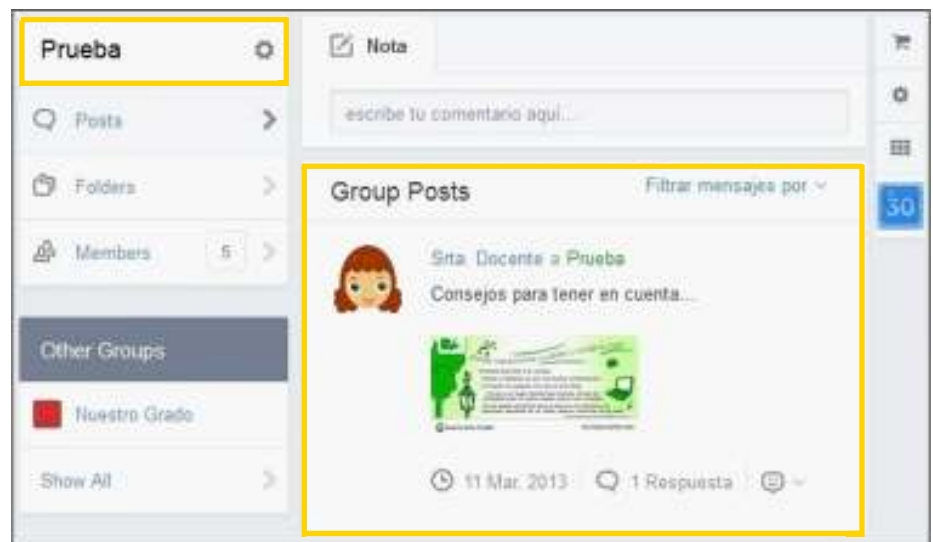 Prueba
Posts
Folders
Members 5
Other Groups
Nuestro Grado
Show All
Nota
escribe tu comentario aquí...
Group Posts
Filtrar mensajes por
Srta. Docente a Prueba
Consejos para tener en cuenta...
11 Mar. 2013
1 Respuesta
30